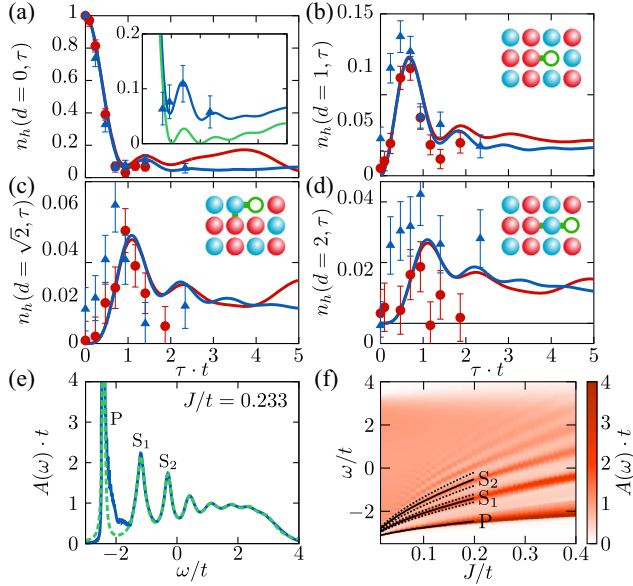 (a)
n_h(d = 0, τ)
1
0.8
0.6
0.4
0.2
0
0.2
0.1
0
(b)
n_h(d = 1, τ)
0.15
0.10
0.05
0
(c)
n_h(d = √2, τ)
0.06
0.04
0.02
0
0 1 2 3 4 5
τ · t
(d)
n_h(d = 2, τ)
0.04
0.02
0
0 1 2 3 4 5
τ · t
(e)
J/t = 0.233
A(ω) · t
4
3
2
1
0
P
S₁
S₂
−2 0 2 4
ω/t
(f)
ω/t
4
2
0
−2
S₂
S₁
P
0.1 0.2 0.3 0.4
J/t
4
3
2
1
0
A(ω) · t